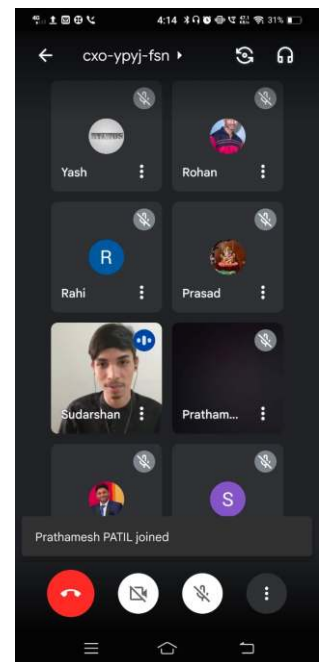 4:14 31%
cxo-ypyj-fsn
Yash Rohan
R
Rahi Prasad
Sudarshan Pratham...
S
Prathamesh PATIL joined